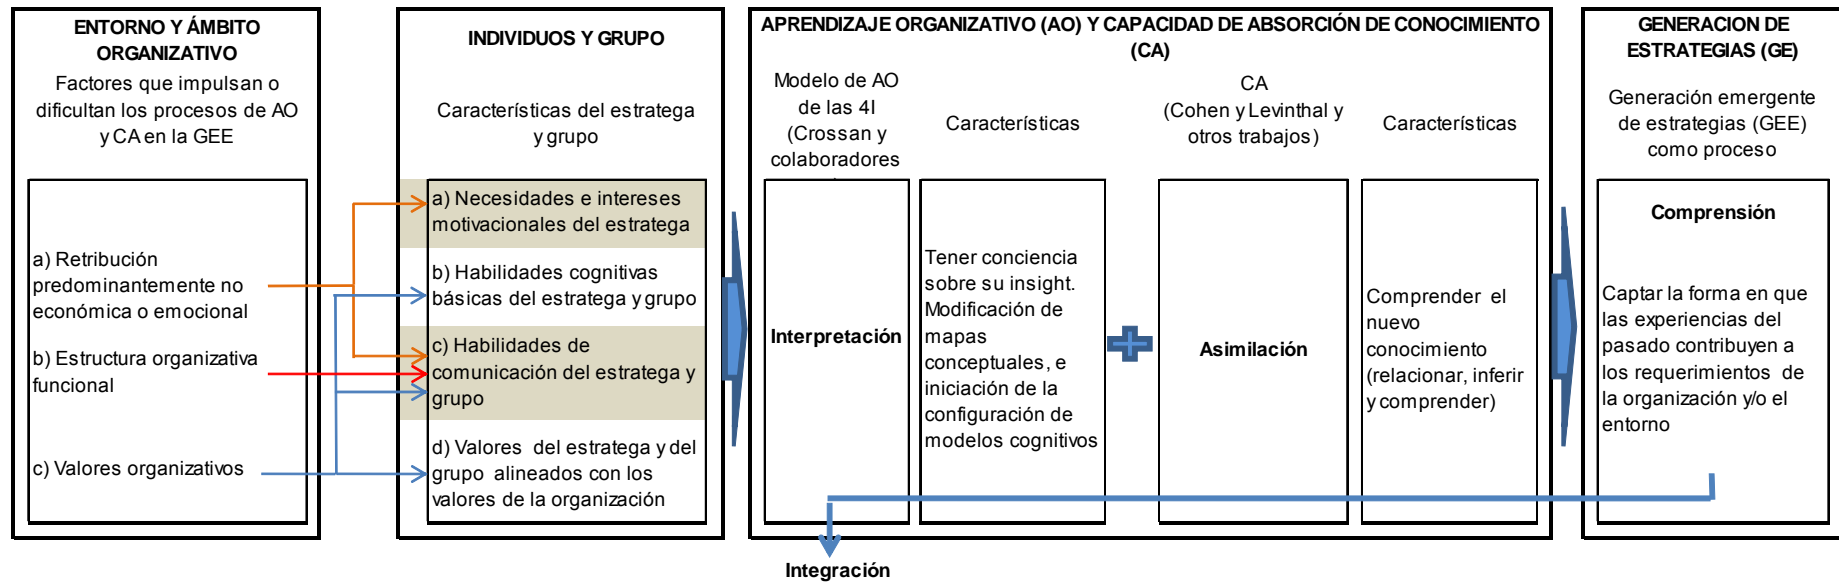 ENTORNO Y ÁMBITO
ORGANIZATIVO
Factores que impulsan o
dificultan los procesos de AO
y CA en la GEE
a) Retribución
predominantemente no
económica o emocional
b) Estructura organizativa
funcional
c) Valores organizativos
INDIVIDUOS Y GRUPO
Características del estratega
y grupo
a) Necesidades e intereses
motivacionales del estratega
b) Habilidades cognitivas
básicas del estratega y grupo
c) Habilidades de
comunicación del estratega y
grupo
d) Valores del estratega y del
grupo alineados con los
valores de la organización
APRENDIZAJE ORGANIZATIVO (AO) Y CAPACIDAD DE ABSORCIÓN DE CONOCIMIENTO
(CA)
Modelo de AO
de las 4I
(Crossan y
colaboradores
Interpretación
Características
Tener conciencia
sobre su insight.
Modificación de
mapas
conceptuales, e
iniciación de la
configuración de
modelos cognitivos
CA
(Cohen y Levinthal y
otros trabajos)
Asimilación
Características
Comprender el
nuevo
conocimiento
(relacionar, inferir
y comprender)
GENERACION DE
ESTRATEGIAS (GE)
Generación emergente
de estrategias (GEE)
como proceso
Comprensión
Captar la forma en que
las experiencias del
pasado contribuyen a
los requerimientos de
la organización y/o el
entorno
Integración